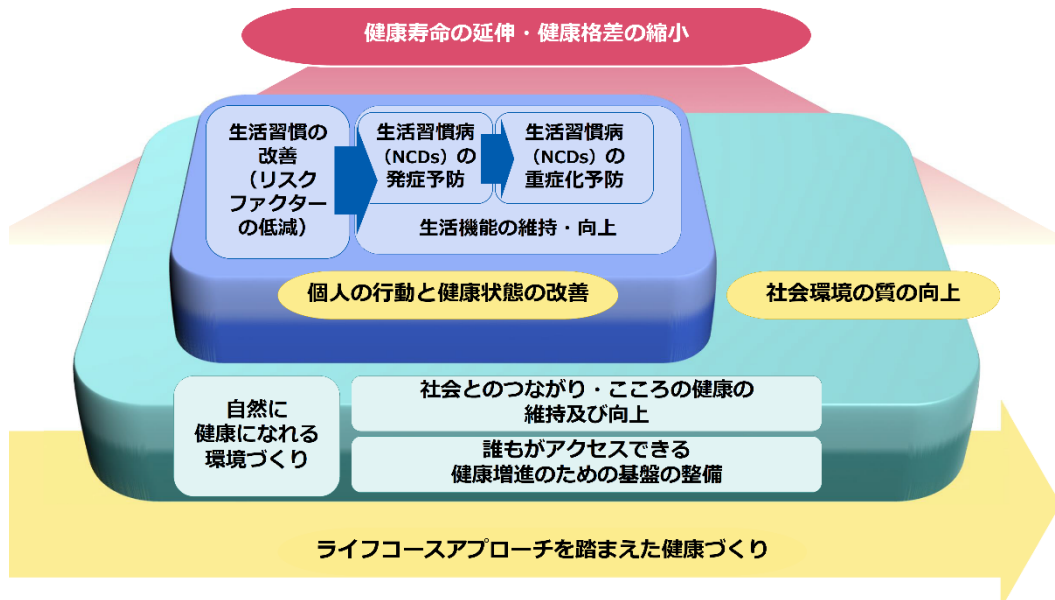 健康寿命の延伸・健康格差の縮小
生活習慣の
改善
（リスク
ファクター
の低減）
生活習慣病
（NCDs）の
発症予防
生活習慣病
（NCDs）の
重症化予防
生活機能の維持・向上
個人の行動と健康状態の改善
社会環境の質の向上
自然に
健康になれる
環境づくり
社会とのつながり・こころの健康の
維持及び向上
誰もがアクセスできる
健康増進のための基盤の整備
ライフコースアプローチを踏まえた健康づくり